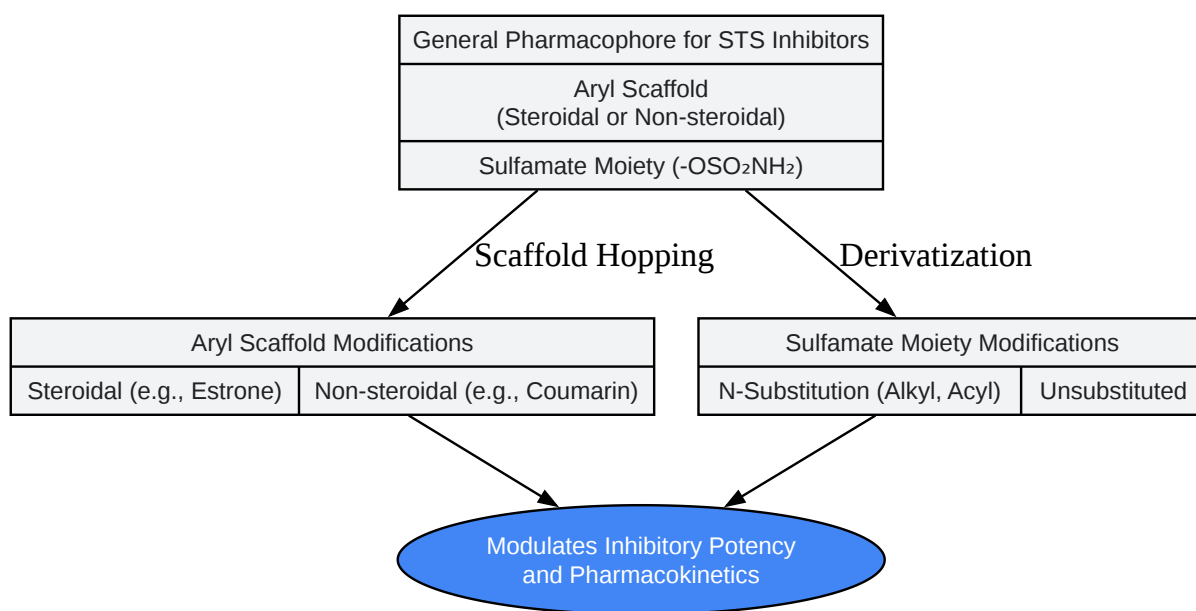 General Pharmacophore for STS Inhibitors
Aryl Scaffold
(Steroidal or Non-steroidal)
Sulfamate Moiety (-OSO₂NH₂)
Scaffold Hopping
Derivatization
Aryl Scaffold Modifications
Steroidal (e.g., Estrone)
Non-steroidal (e.g., Coumarin)
Sulfamate Moiety Modifications
N-Substitution (Alkyl, Acyl)
Unsubstituted
Modulates Inhibitory Potency
and Pharmacokinetics